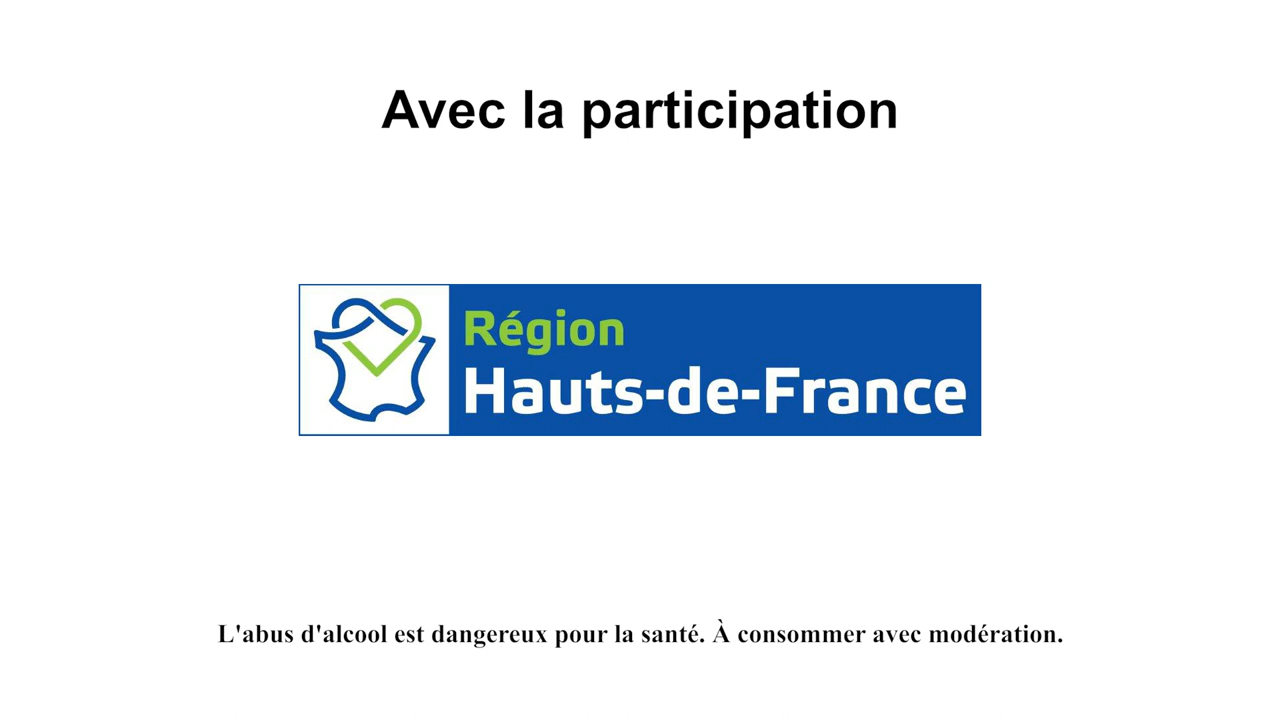 Avec la participation
Région
Hauts-de-France
L'abus d'alcool est dangereux pour la santé. À consommer avec modération.